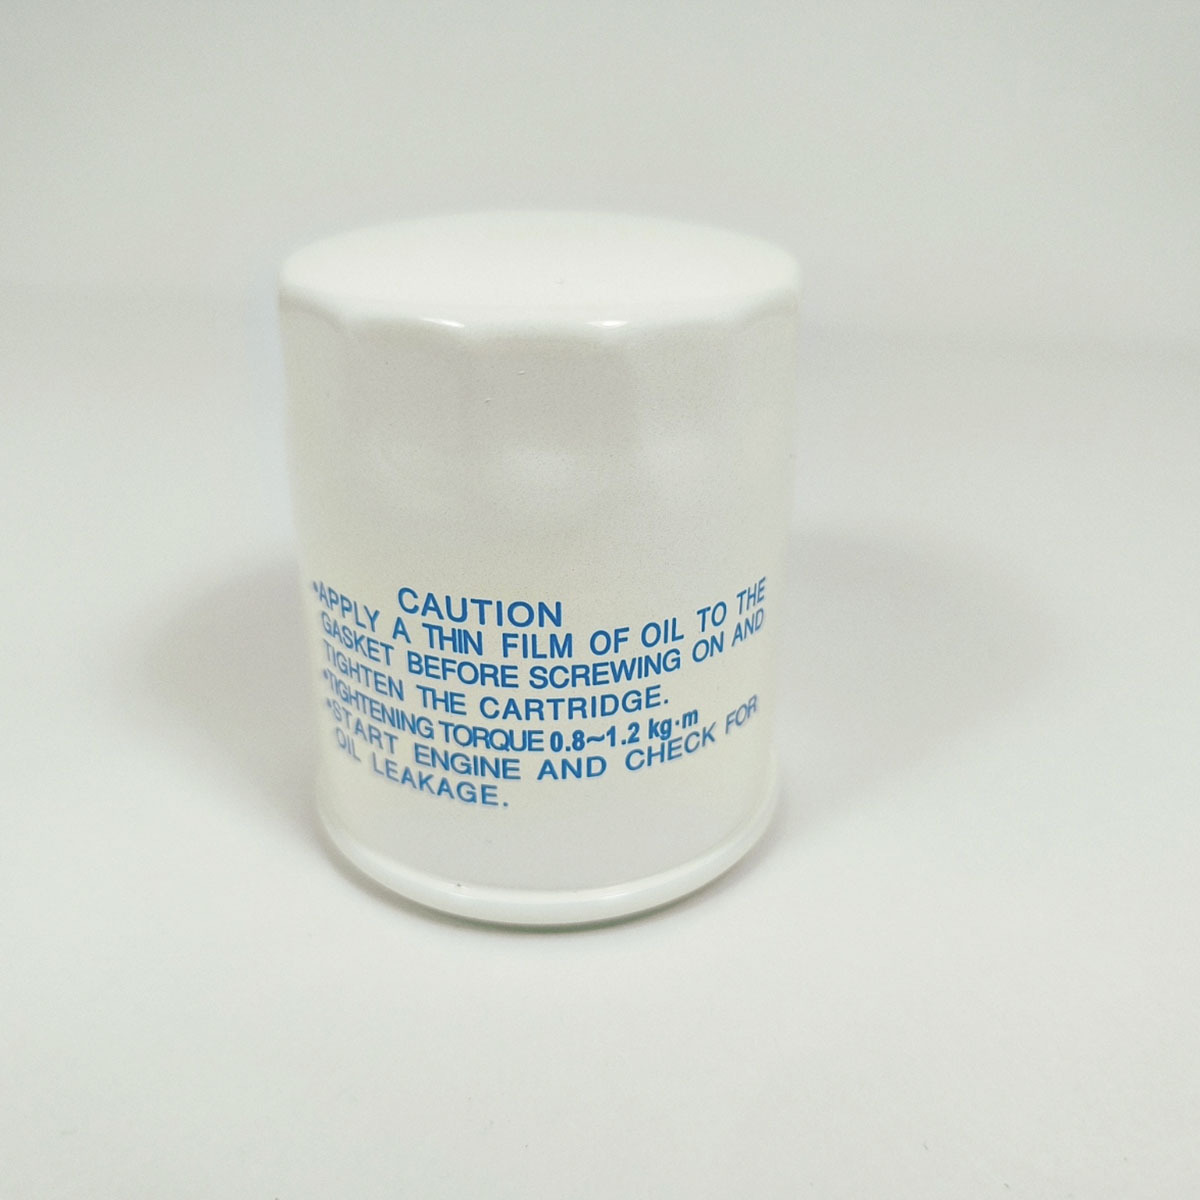 CAUTION
*APPLY A THIN FILM OF OIL TO THE
GASKET BEFORE SCREWING ON AND
TIGHTEN THE CARTRIDGE.
*TIGHTENING TORQUE 0.8~1.2 kg·m
*START ENGINE AND CHECK FOR
OIL LEAKAGE.